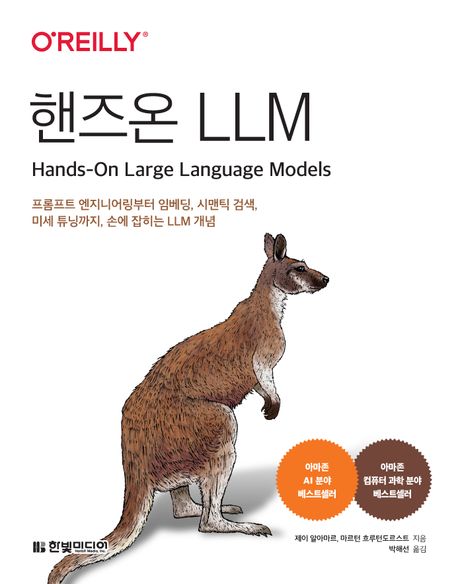 O'REILLY®
핸즈온 LLM
Hands-On Large Language Models
프롬프트 엔지니어링부터 임베딩, 시맨틱 검색,
미세 튜닝까지, 손에 잡히는 LLM 개념
아마존
AI 분야
베스트셀러
아마존
컴퓨터 과학 분야
베스트셀러
한빛미디어
Hanbit Media, Inc.
제이 알아마르, 마르턴 흐루턴도르스트 지음
박해선 옮김